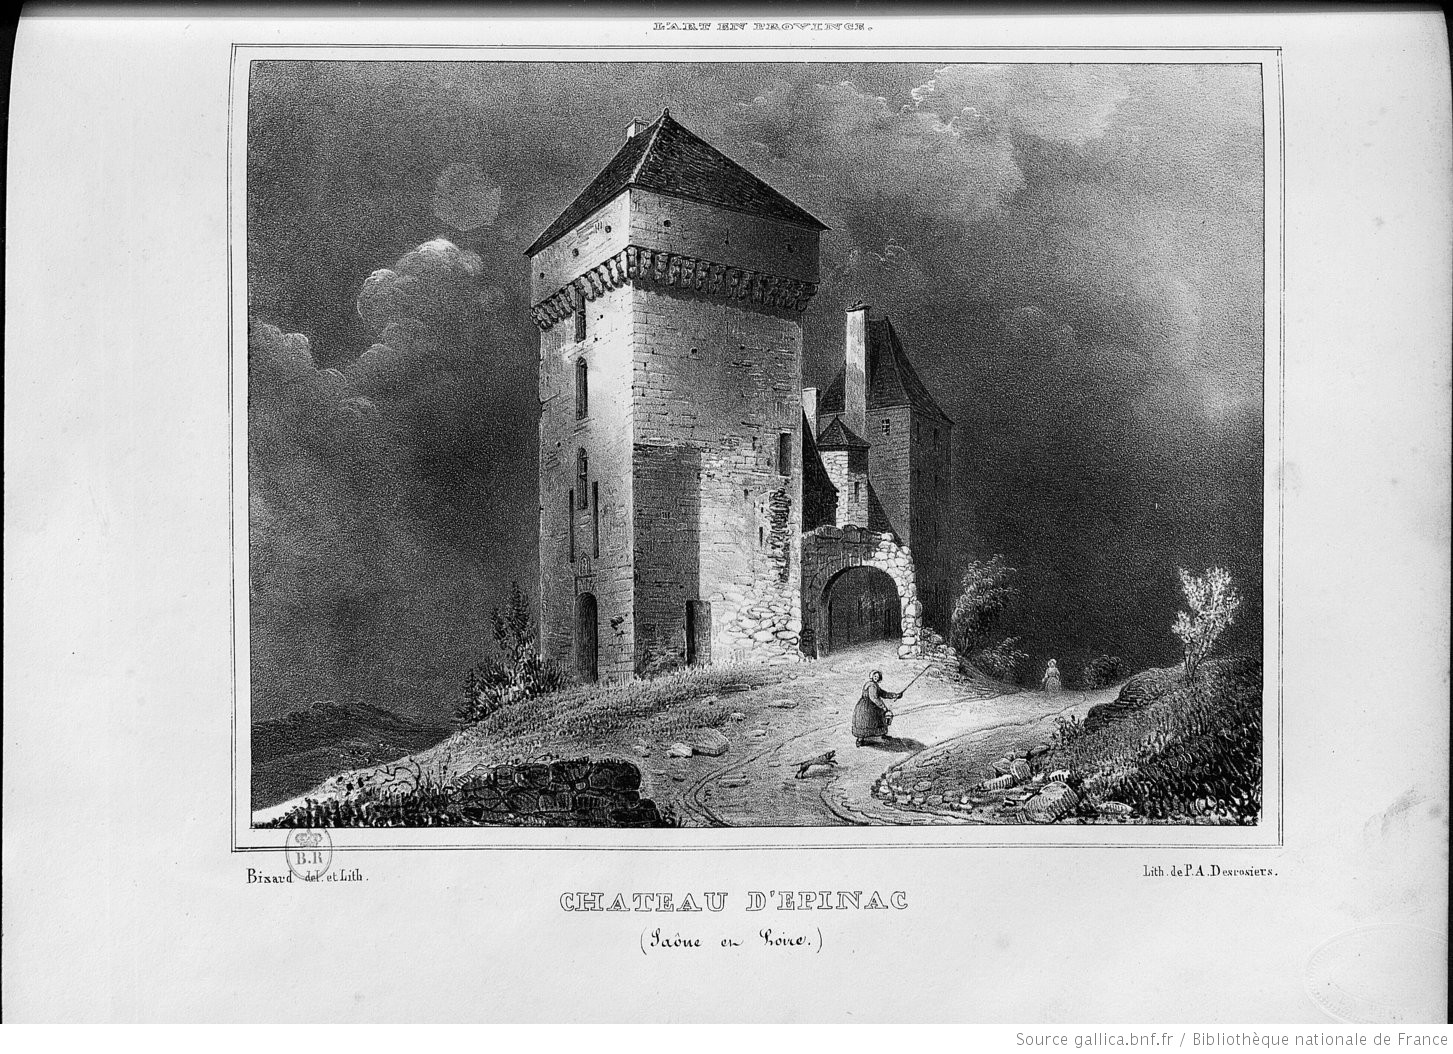 L'ART EN PROVINCE.
B.R
Bizard del. et Lith.
Lith. de P. A. Desrosiers.
CHATEAU D'EPINAC
(Saône en Loire.)
Source gallica.bnf.fr / Bibliothèque nationale de France